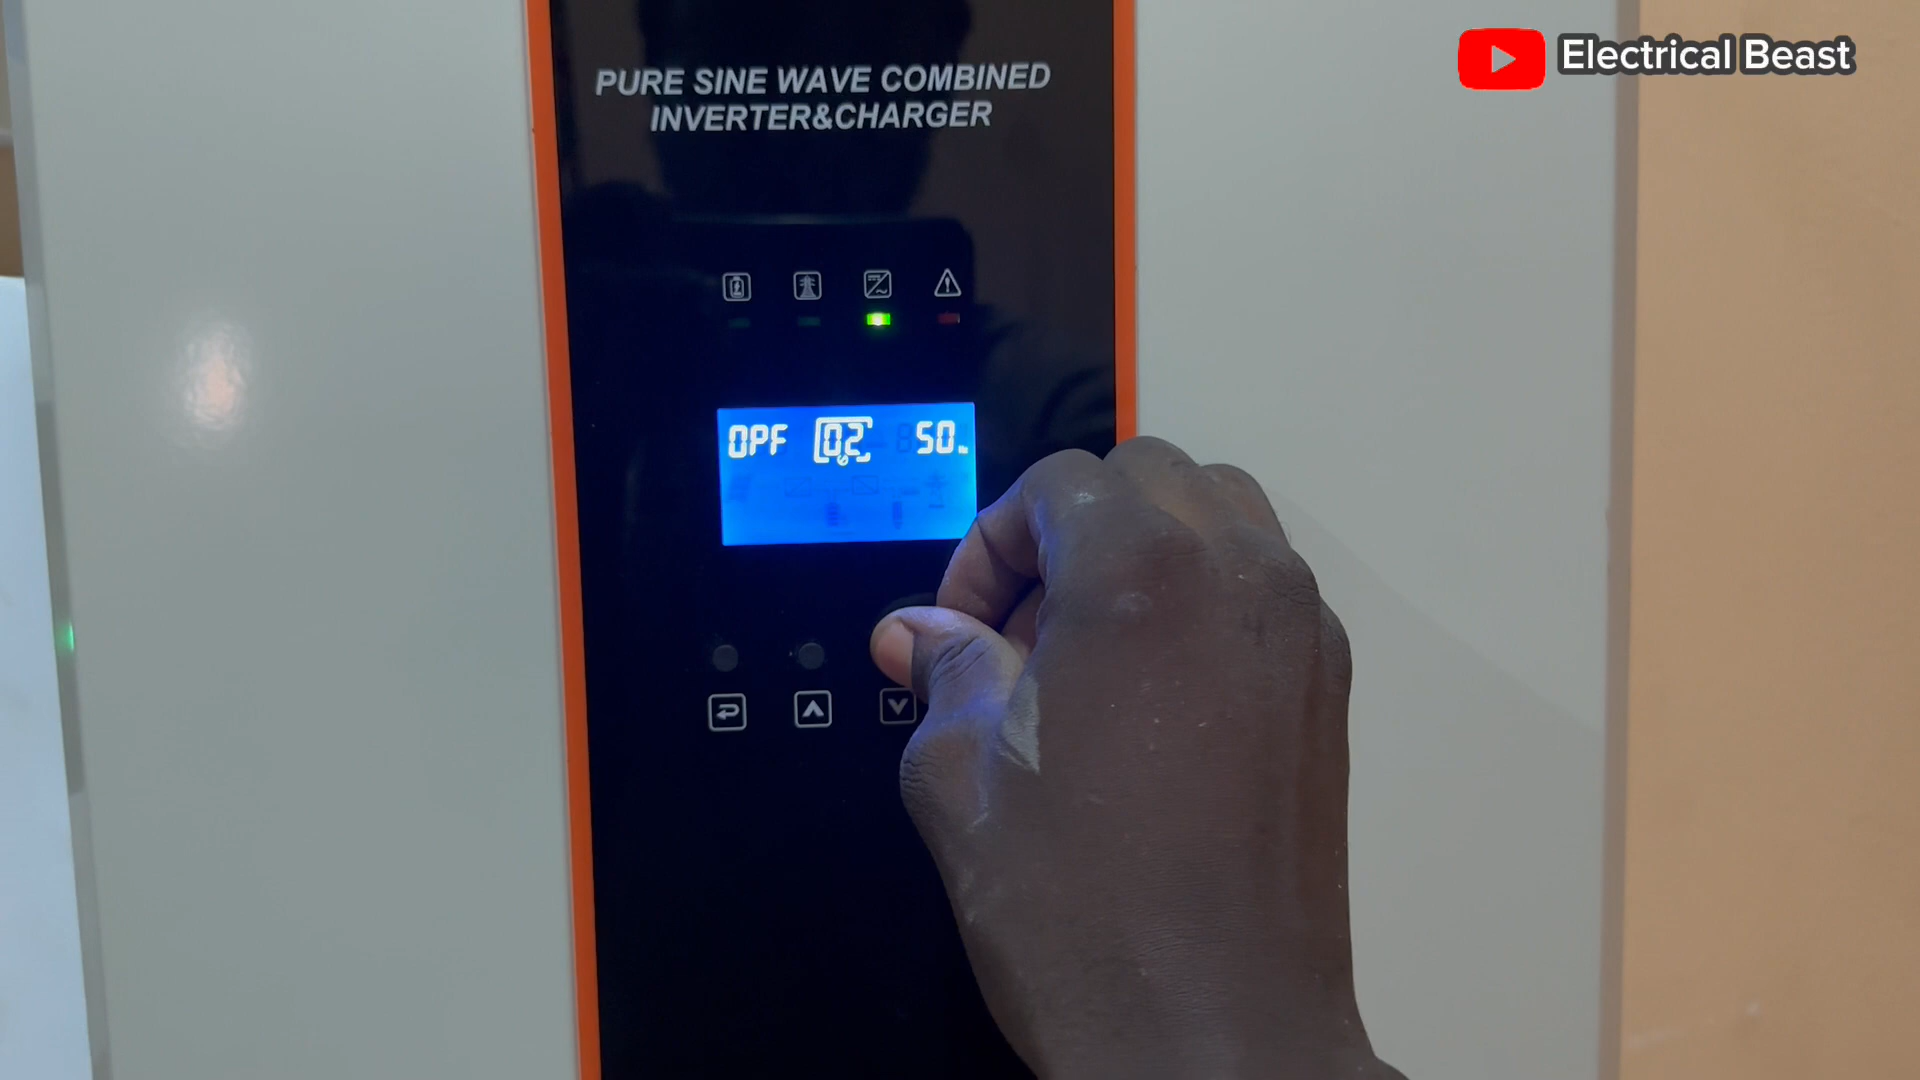 Electrical Beast
PURE SINE WAVE COMBINED
INVERTER&CHARGER
OPF 02 50